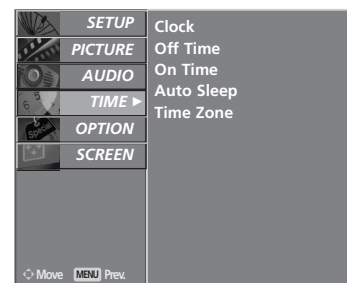 SETUP
PICTURE
AUDIO
TIME ►
OPTION
SCREEN
Clock
Off Time
On Time
Auto Sleep
Time Zone
Move MENU Prev.